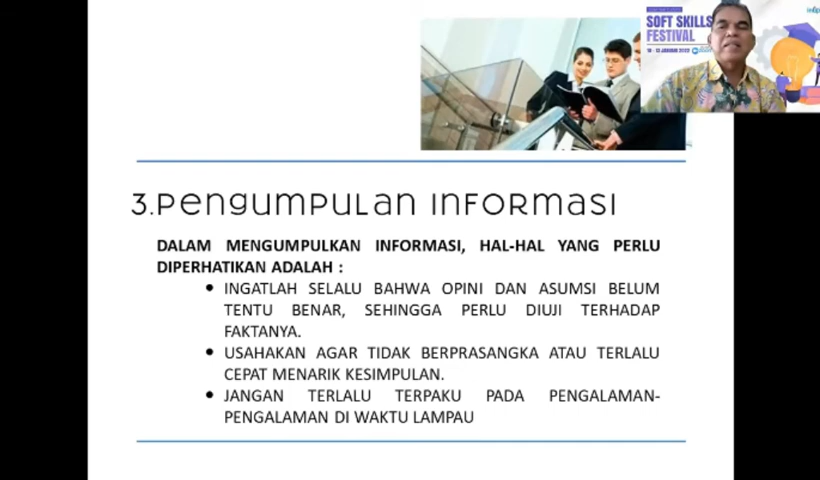 SOFT SKILLS
FESTIVAL
3.Pengumpulan Informasi
DALAM MENGUMPULKAN INFORMASI, HAL-HAL YANG PERLU
DIPERHATIKAN ADALAH :
• INGATLAH SELALU BAHWA OPINI DAN ASUMSI BELUM
TENTU BENAR, SEHINGGA PERLU DIUJI TERHADAP
FAKTANYA.
• USAHAKAN AGAR TIDAK BERPRASANGKA ATAU TERLALU
CEPAT MENARIK KESIMPULAN.
• JANGAN TERLALU TERPAKU PADA PENGALAMAN-
PENGALAMAN DI WAKTU LAMPAU